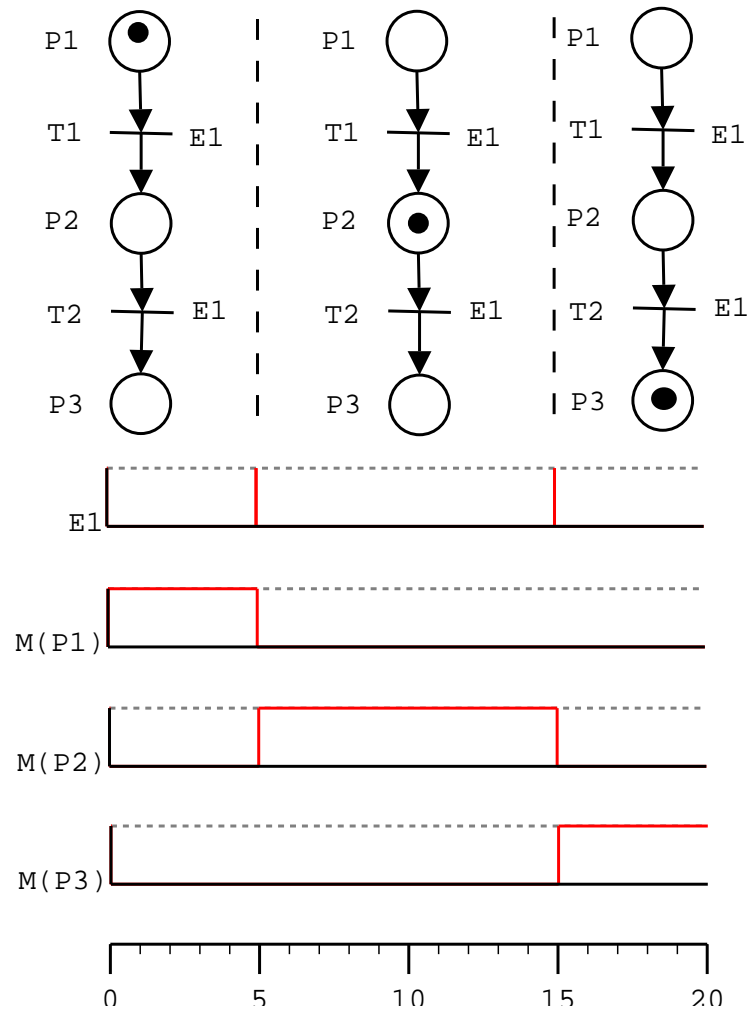 P1 P1 P1
T1 E1 T1 E1 T1 E1
P2 P2 P2
T2 E1 T2 E1 T2 E1
P3 P3 P3
E1
M(P1)
M(P2)
M(P3)
0 5 10 15 20